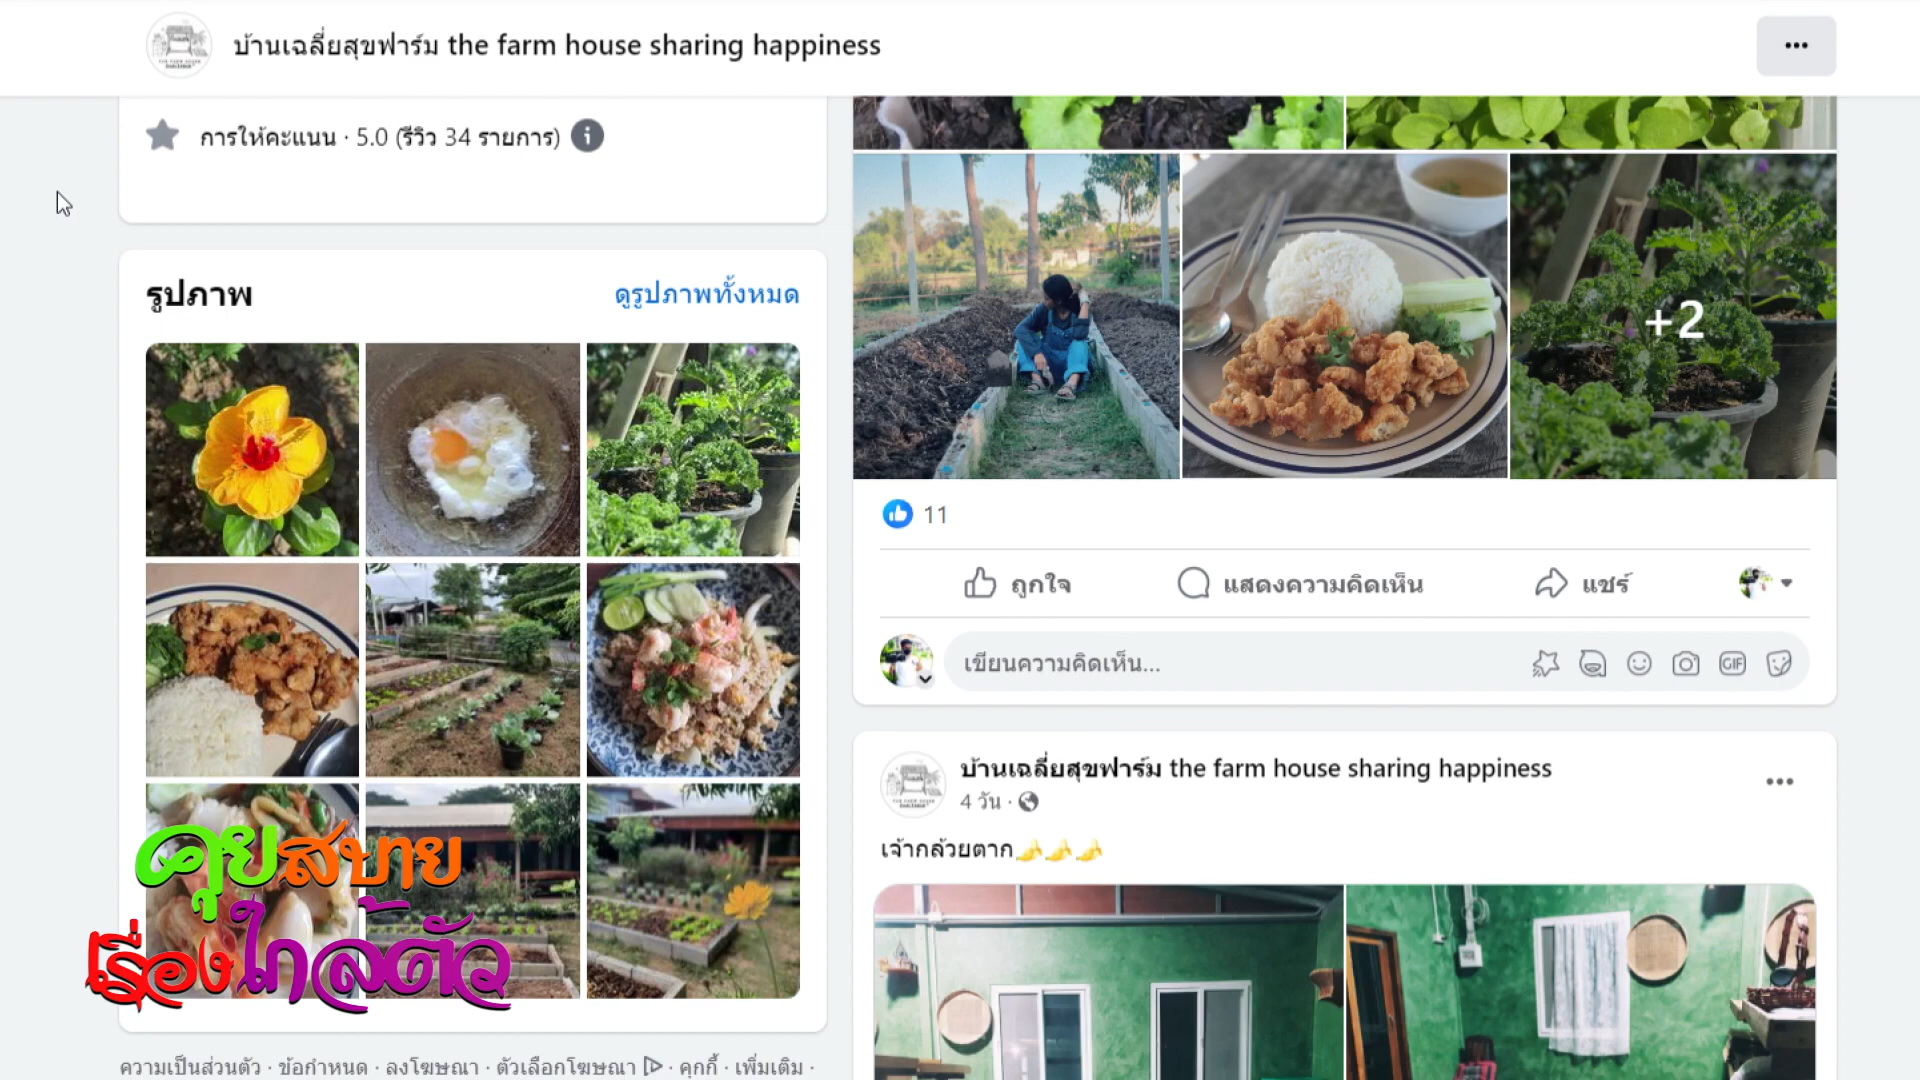 บ้านเฉลี่ยสุขฟาร์ม the farm house sharing happiness
การให้คะแนน · 5.0 (รีวิว 34 รายการ)
รูปภาพ
ดูรูปภาพทั้งหมด
+2
11
ถูกใจ
แสดงความคิดเห็น
แชร์
เขียนความคิดเห็น...
GIF
บ้านเฉลี่ยสุขฟาร์ม the farm house sharing happiness
4 วัน ·
เจ้ากล้วยตาก🍌🍌🍌
คุยสบาย
เรื่องใกล้ตัว
ความเป็นส่วนตัว · ข้อกำหนด · ลงโฆษณา · ตัวเลือกโฆษณา · คุกกี้ · เพิ่มเติม ·